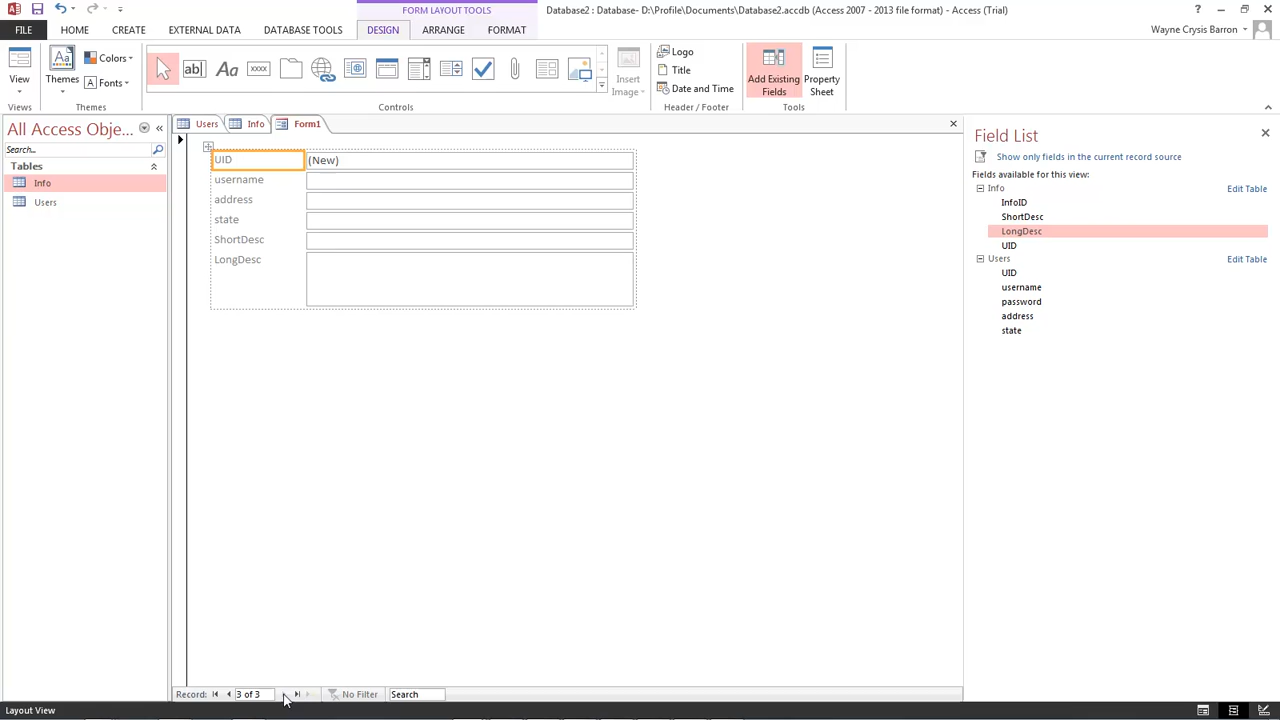 FORM LAYOUT TOOLS
Database2 : Database- D:\Profile\Documents\Database2.accdb (Access 2007 - 2013 file format) - Access (Trial)
FILE HOME CREATE EXTERNAL DATA DATABASE TOOLS DESIGN ARRANGE FORMAT
Wayne Crysis Barron
View
Views
Aa
Themes
Colors
Fonts
Themes
ab
Aa
xxxx
Controls
Insert
Image
Logo
Title
Date and Time
Header / Footer
Add Existing
Fields
Property
Sheet
Tools
All Access Obje...
Search...
Tables
Info
Users
Users Info Form1
UID (New)
username
address
state
ShortDesc
LongDesc
Field List
Show only fields in the current record source
Fields available for this view:
Info Edit Table
InfoID
ShortDesc
LongDesc
UID
Users Edit Table
UID
username
password
address
state
Record: 3 of 3 No Filter Search
Layout View